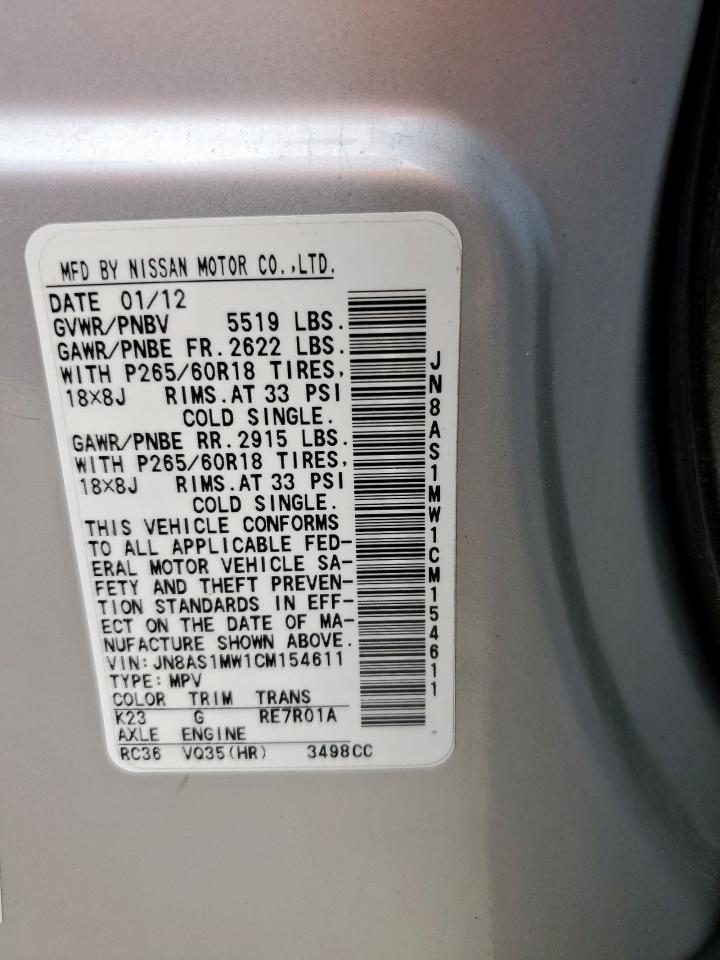 MFD BY NISSAN MOTOR CO.,LTD.
DATE 01/12
GVWR/PNBV 5519 LBS.
GAWR/PNBE FR.2622 LBS.
WITH P265/60R18 TIRES,
18X8J RIMS.AT 33 PSI
COLD SINGLE.
GAWR/PNBE RR.2915 LBS.
WITH P265/60R18 TIRES,
18X8J RIMS.AT 33 PSI
COLD SINGLE.
THIS VEHICLE CONFORMS
TO ALL APPLICABLE FED-
ERAL MOTOR VEHICLE SA-
FETY AND THEFT PREVEN-
TION STANDARDS IN EFF-
ECT ON THE DATE OF MA-
NUFACTURE SHOWN ABOVE.
VIN:JN8AS1MW1CM154611
TYPE:MPV
COLOR TRIM TRANS
K23 G RE7R01A
AXLE ENGINE
RC36 VQ35(HR) 3498CC
JN8AS1MW1CM154611